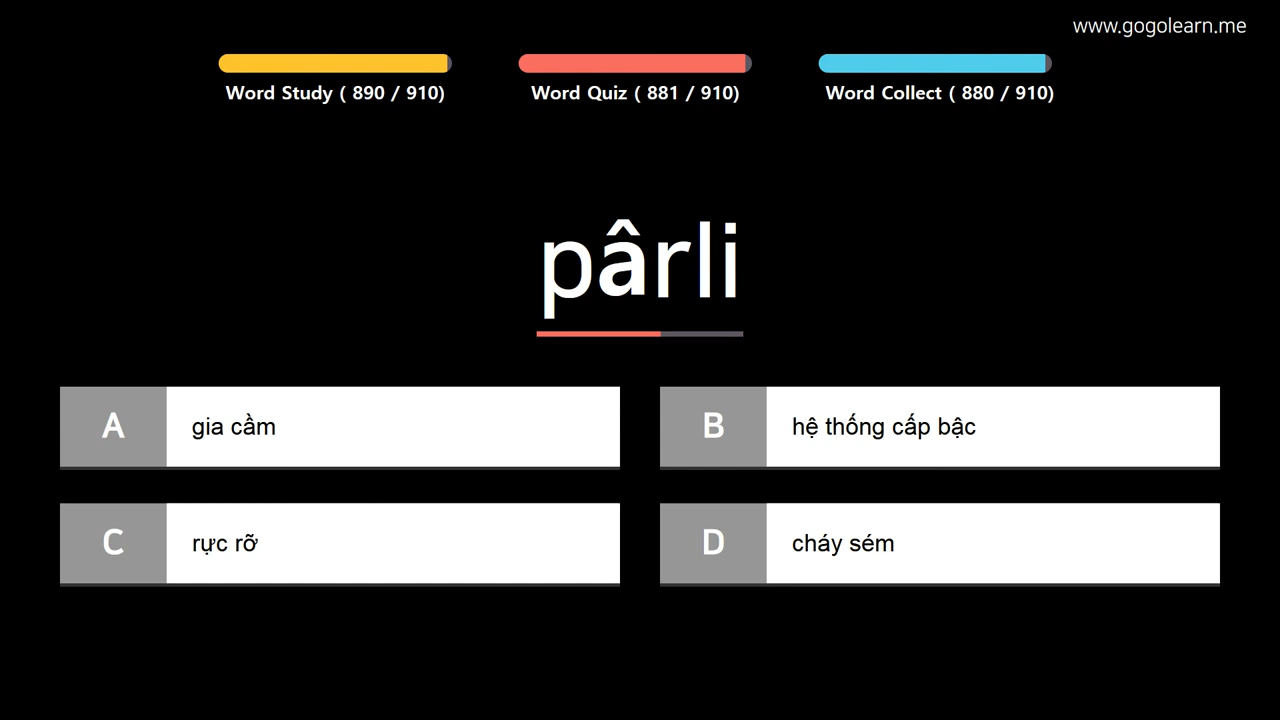 www.gogolearn.me
Word Study ( 890 / 910)
Word Quiz ( 881 / 910)
Word Collect ( 880 / 910)
pârli
A gia cầm
B hệ thống cấp bậc
C rực rỡ
D cháy sém